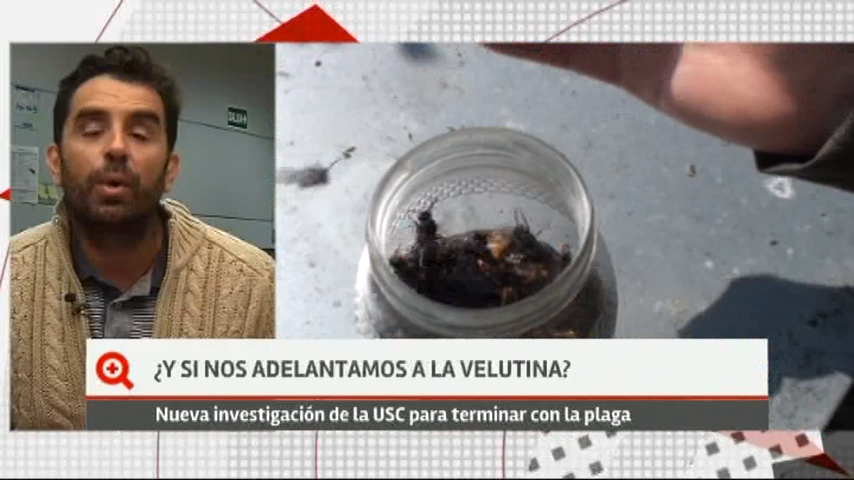 ¿Y SI NOS ADELANTAMOS A LA VELUTINA?
Nueva investigación de la USC para terminar con la plaga